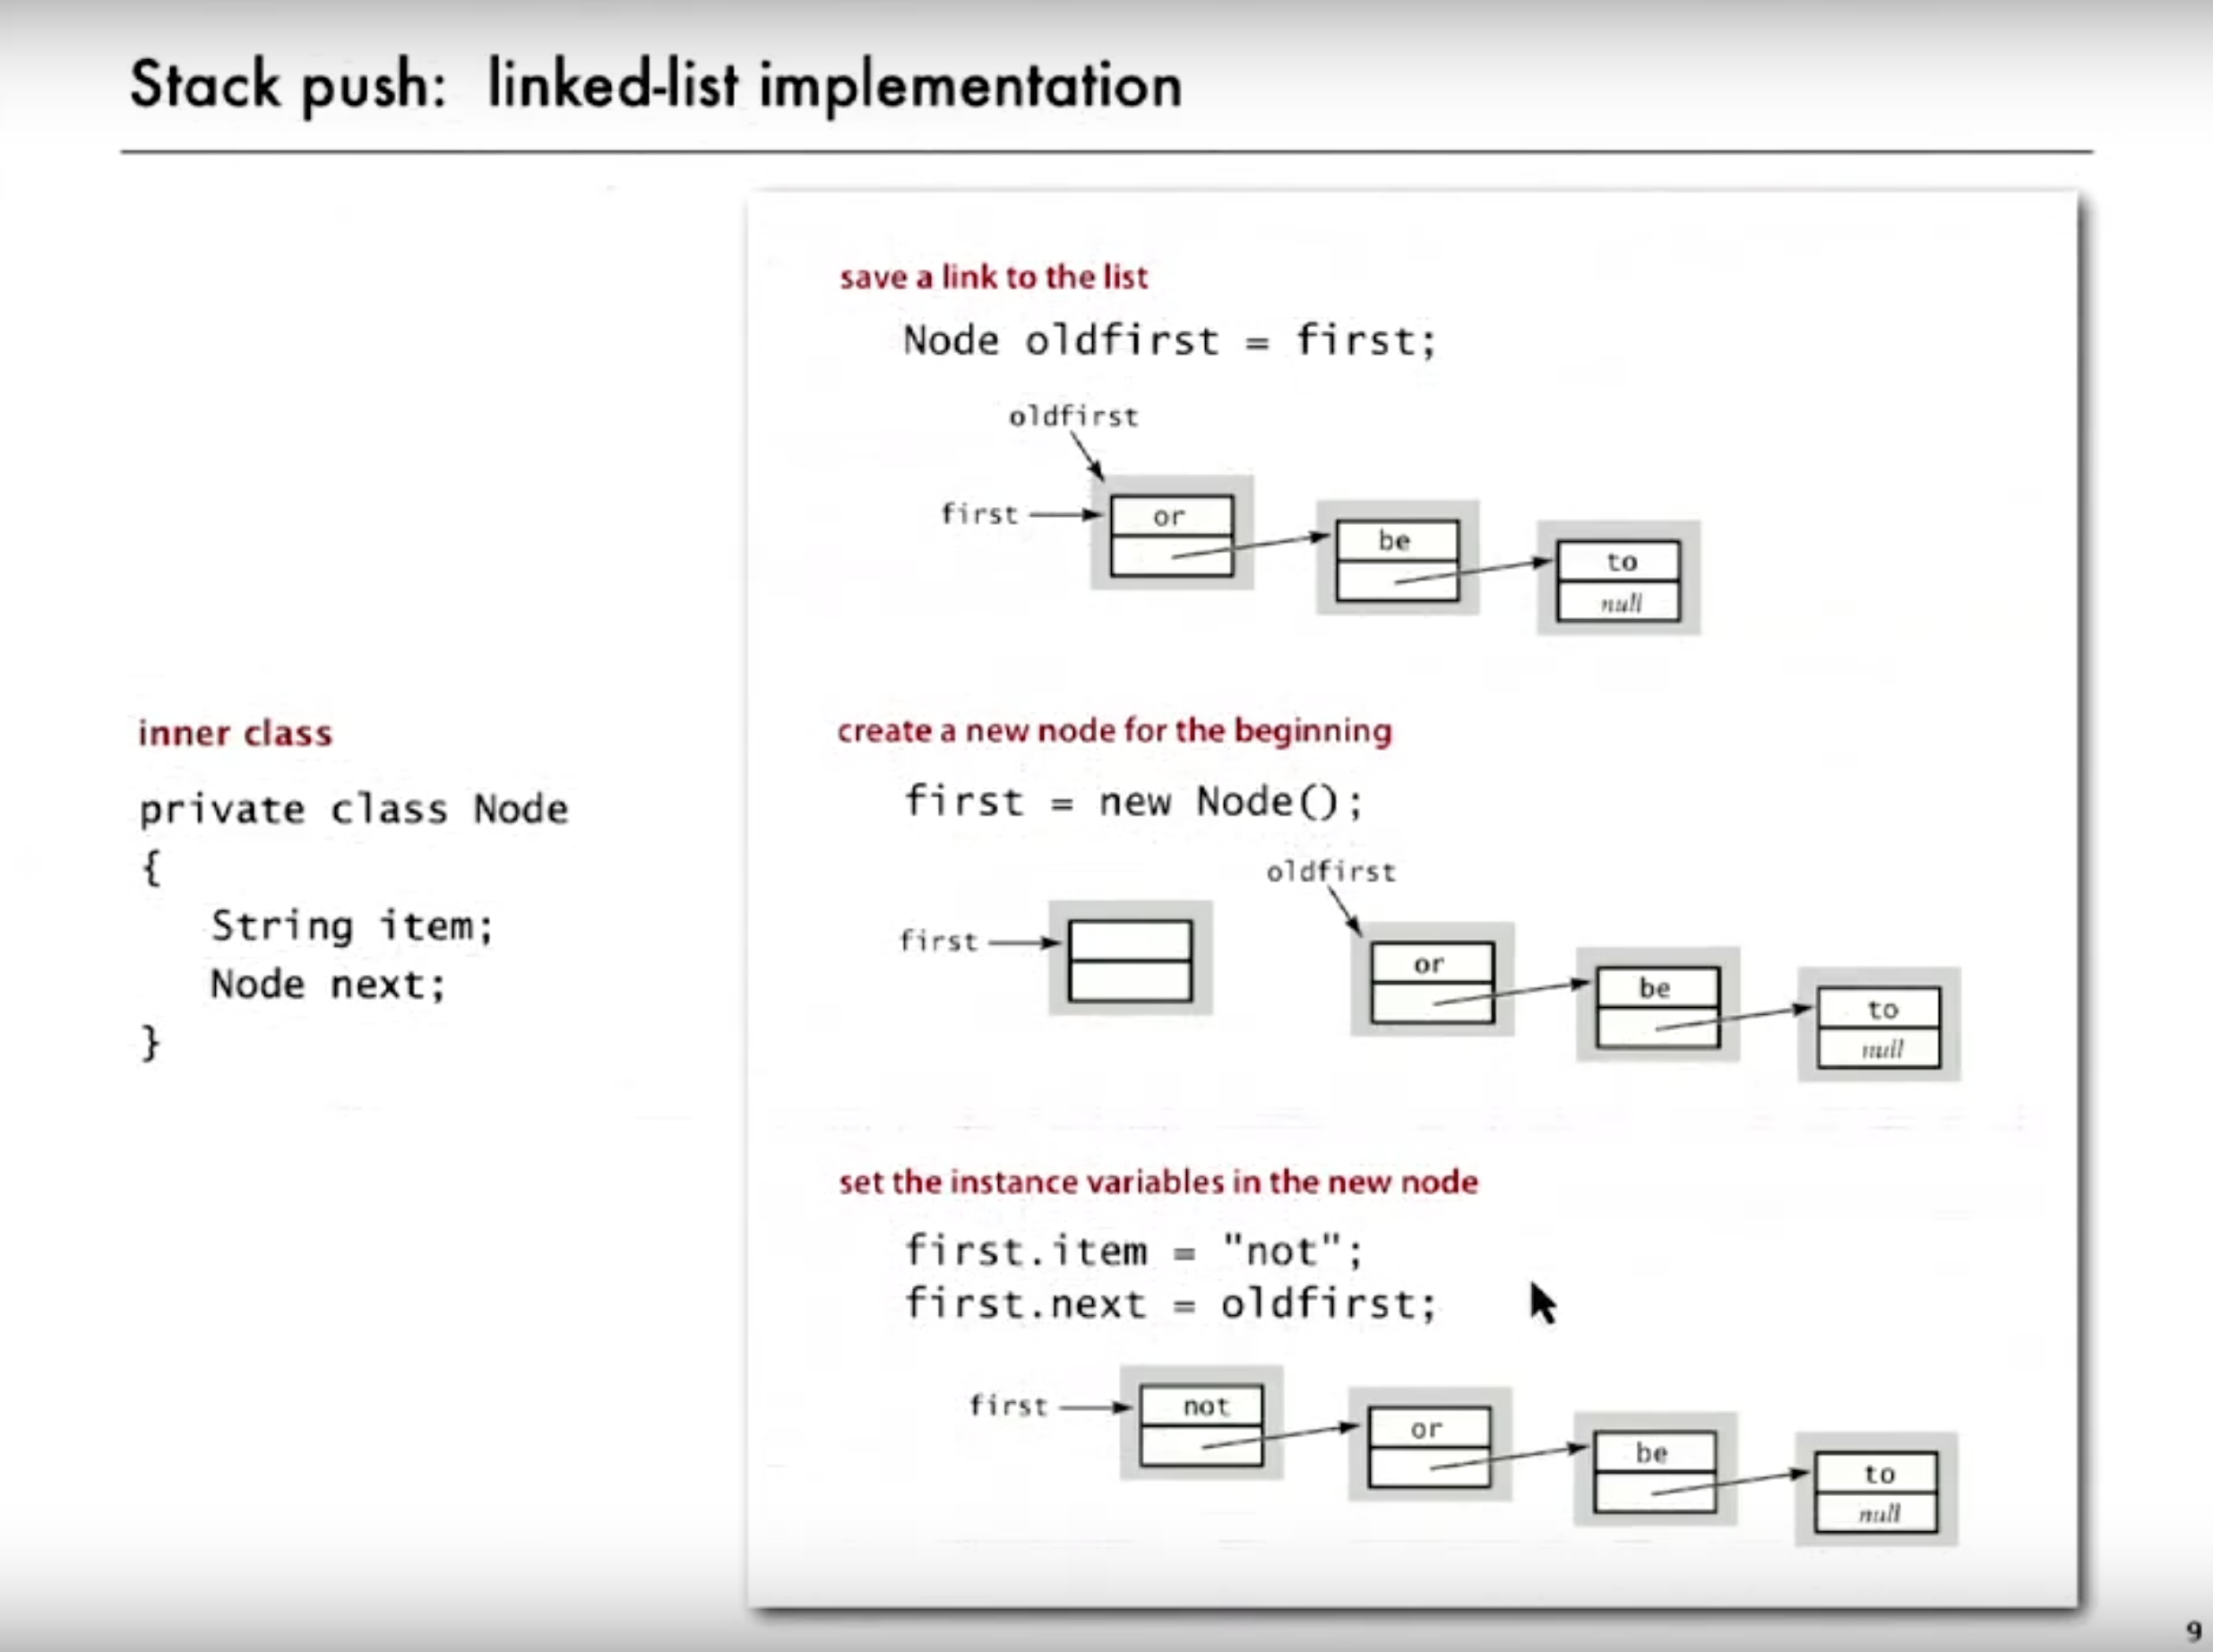 Stack push: linked-list implementation
inner class
private class Node
{
String item;
Node next;
}
save a link to the list
Node oldfirst = first;
oldfirst
first
or
be
to
null
create a new node for the beginning
first = new Node();
oldfirst
first
or
be
to
null
set the instance variables in the new node
first.item = "not";
first.next = oldfirst;
first
not
or
be
to
null
9